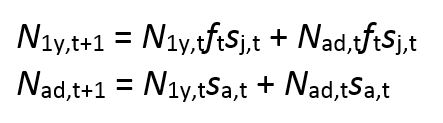 N1y,t+1 = N1y,tftsj,t + Nad,tftsj,t
Nad,t+1 = N1y,tsa,t + Nad,tsa,t